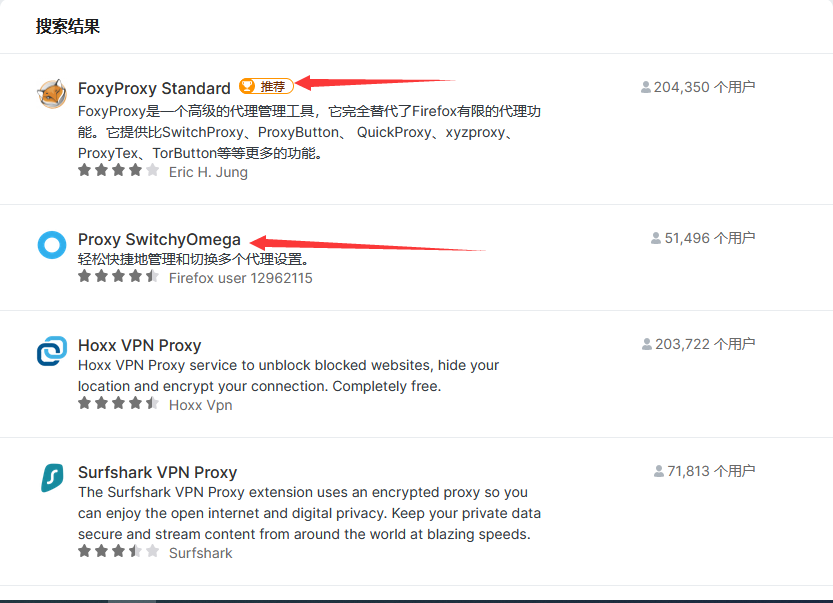 搜索结果
FoxyProxy Standard 推荐
204,350 个用户
FoxyProxy是一个高级的代理管理工具，它完全替代了Firefox有限的代理功
能。它提供比SwitchProxy、ProxyButton、 QuickProxy、xyzproxy、
ProxyTex、TorButton等等更多的功能。
Eric H. Jung
Proxy SwitchyOmega
51,496 个用户
轻松快捷地管理和切换多个代理设置。
Firefox user 12962115
Hoxx VPN Proxy
203,722 个用户
Hoxx VPN Proxy service to unblock blocked websites, hide your
location and encrypt your connection. Completely free.
Hoxx Vpn
Surfshark VPN Proxy
71,813 个用户
The Surfshark VPN Proxy extension uses an encrypted proxy so you
can enjoy the open internet and digital privacy. Keep your private data
secure and stream content from around the world at blazing speeds.
Surfshark